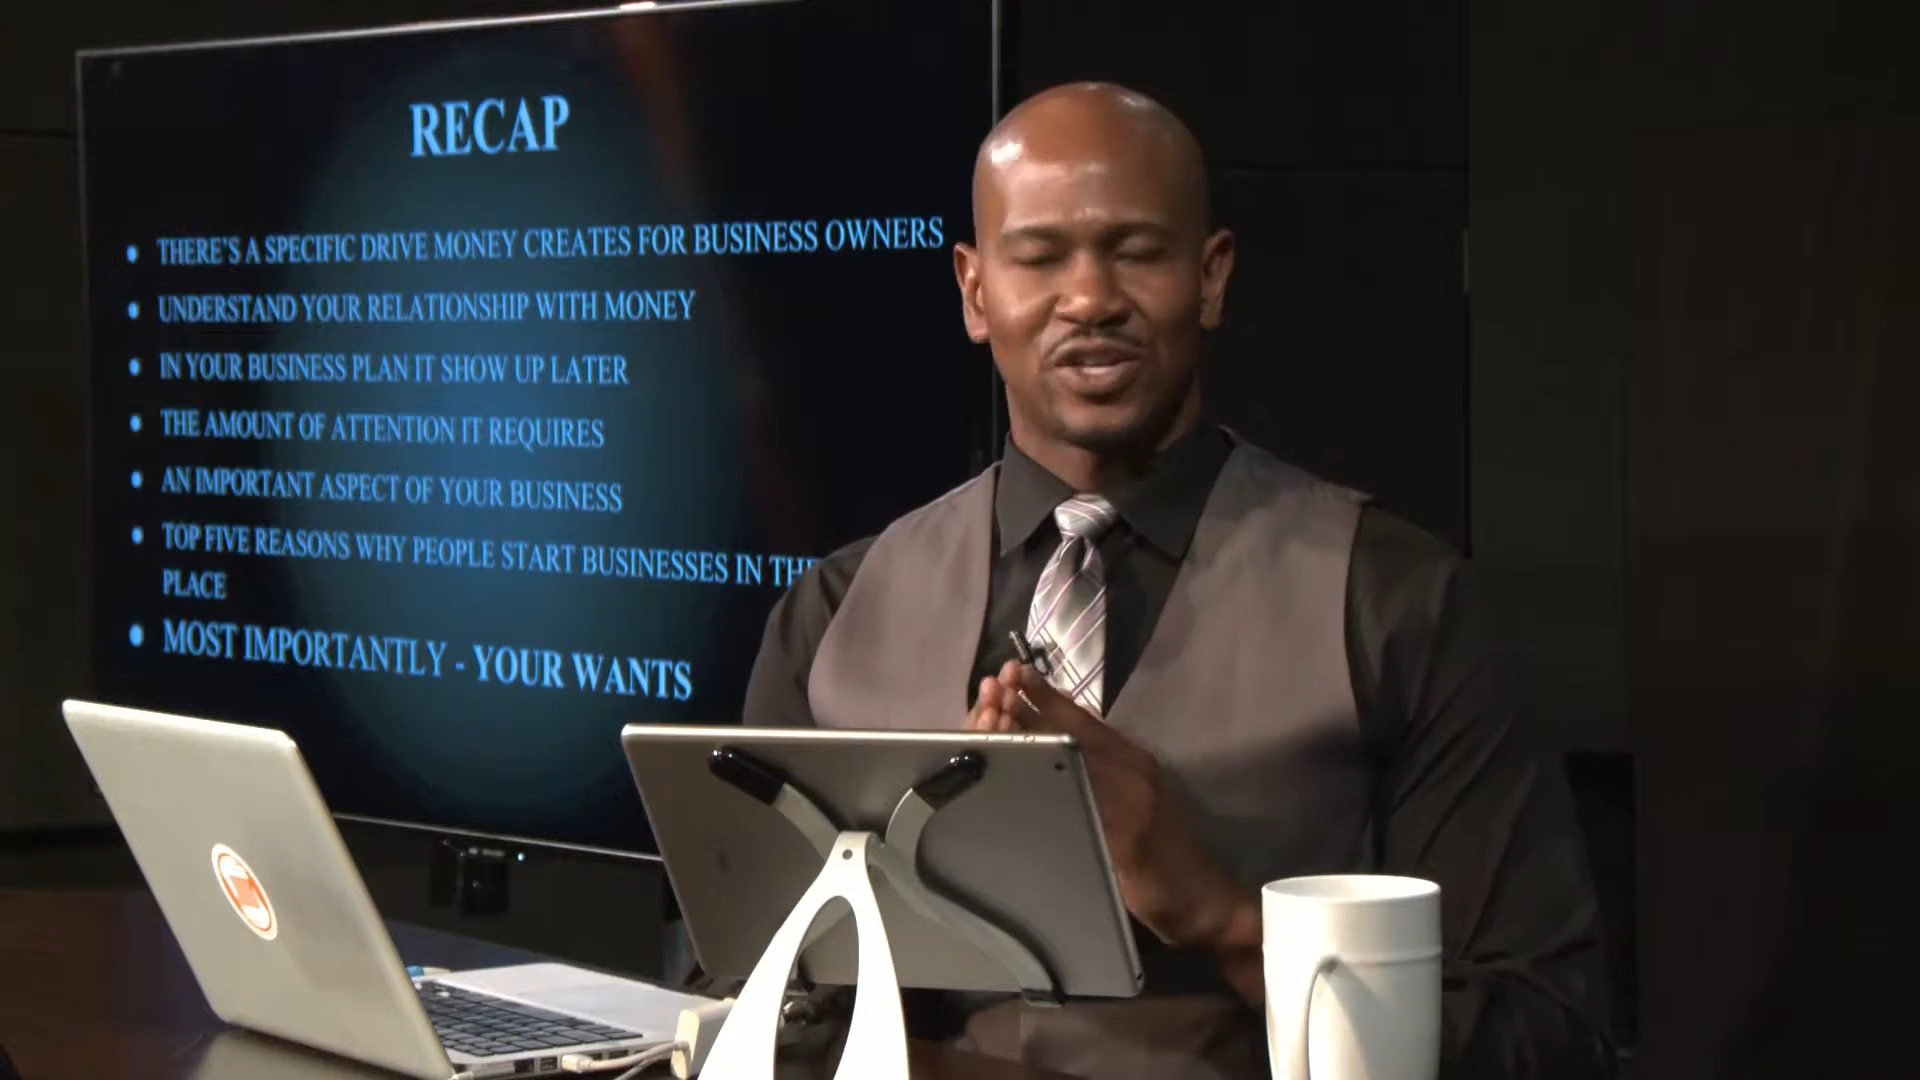 RECAP
THERE'S A SPECIFIC DRIVE MONEY CREATES FOR BUSINESS OWNERS
UNDERSTAND YOUR RELATIONSHIP WITH MONEY
IN YOUR BUSINESS PLAN IT SHOW UP LATER
THE AMOUNT OF ATTENTION IT REQUIRES
AN IMPORTANT ASPECT OF YOUR BUSINESS
TOP FIVE REASONS WHY PEOPLE START BUSINESSES IN THE
PLACE
MOST IMPORTANTLY - YOUR WANTS